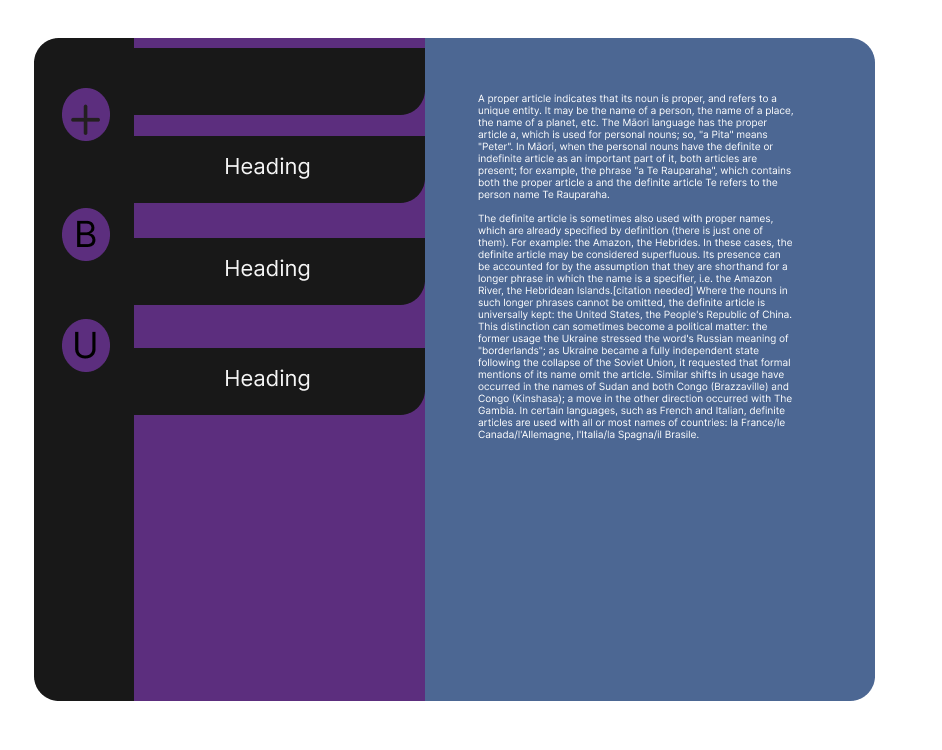 +
Heading
B
Heading
U
Heading
A proper article indicates that its noun is proper, and refers to a
unique entity. It may be the name of a person, the name of a place,
the name of a planet, etc. The Māori language has the proper
article a, which is used for personal nouns; so, "a Pita" means
"Peter". In Māori, when the personal nouns have the definite or
indefinite article as an important part of it, both articles are
present; for example, the phrase "a Te Rauparaha", which contains
both the proper article a and the definite article Te refers to the
person name Te Rauparaha.
The definite article is sometimes also used with proper names,
which are already specified by definition (there is just one of
them). For example: the Amazon, the Hebrides. In these cases, the
definite article may be considered superfluous. Its presence can
be accounted for by the assumption that they are shorthand for a
longer phrase in which the name is a specifier, i.e. the Amazon
River, the Hebridean Islands.[citation needed] Where the nouns in
such longer phrases cannot be omitted, the definite article is
universally kept: the United States, the People's Republic of China.
This distinction can sometimes become a political matter: the
former usage the Ukraine stressed the word's Russian meaning of
"borderlands"; as Ukraine became a fully independent state
following the collapse of the Soviet Union, it requested that formal
mentions of its name omit the article. Similar shifts in usage have
occurred in the names of Sudan and both Congo (Brazzaville) and
Congo (Kinshasa); a move in the other direction occurred with The
Gambia. In certain languages, such as French and Italian, definite
articles are used with all or most names of countries: la France/le
Canada/l'Allemagne, l'Italia/la Spagna/il Brasile.